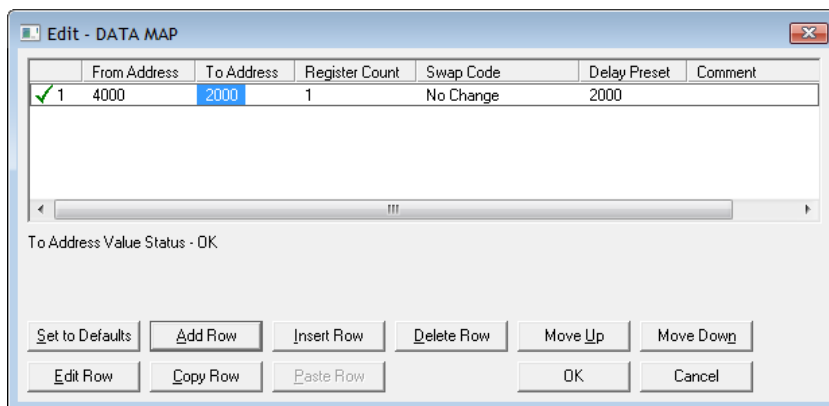 Edit - DATA MAP
From Address To Address Register Count Swap Code Delay Preset Comment
1 4000 2000 1 No Change 2000
To Address Value Status - OK
Set to Defaults Add Row Insert Row Delete Row Move Up Move Down
Edit Row Copy Row Paste Row OK Cancel